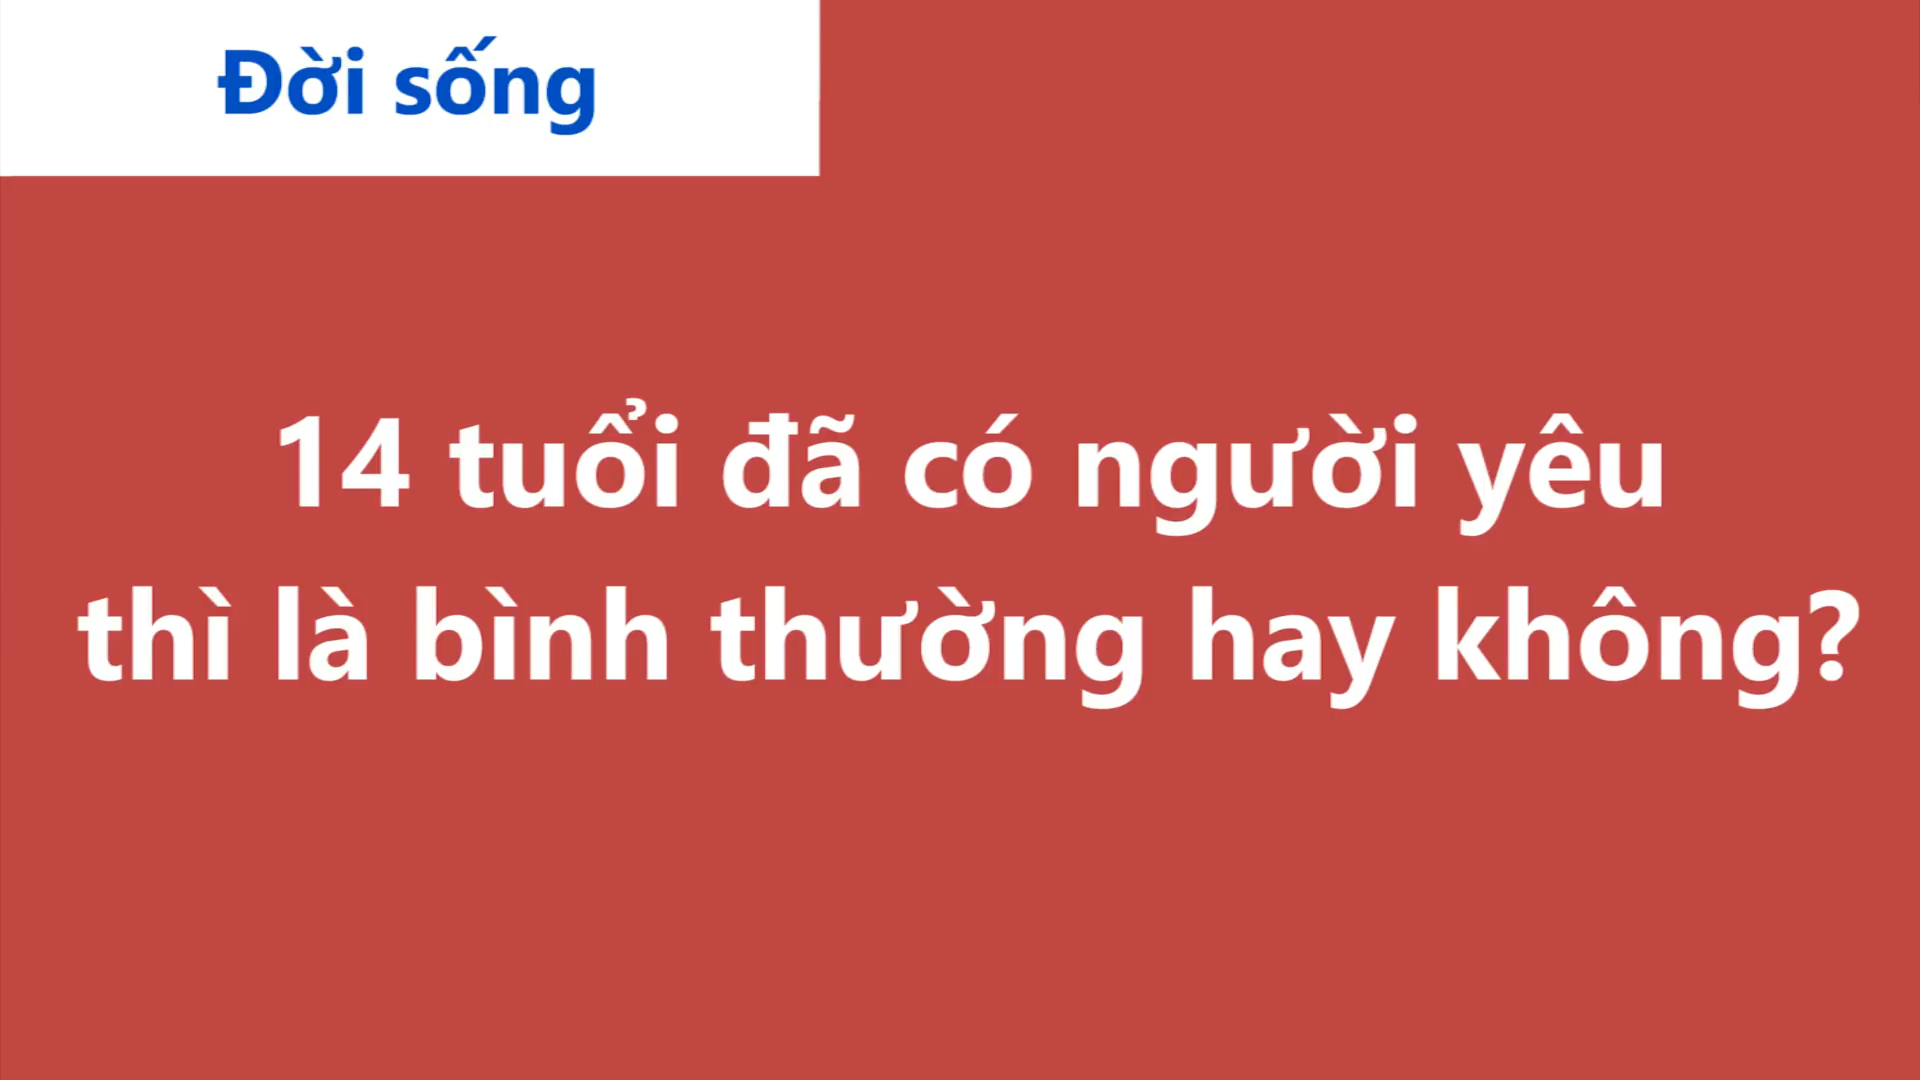 Đời sống
14 tuổi đã có người yêu
thì là bình thường hay không?